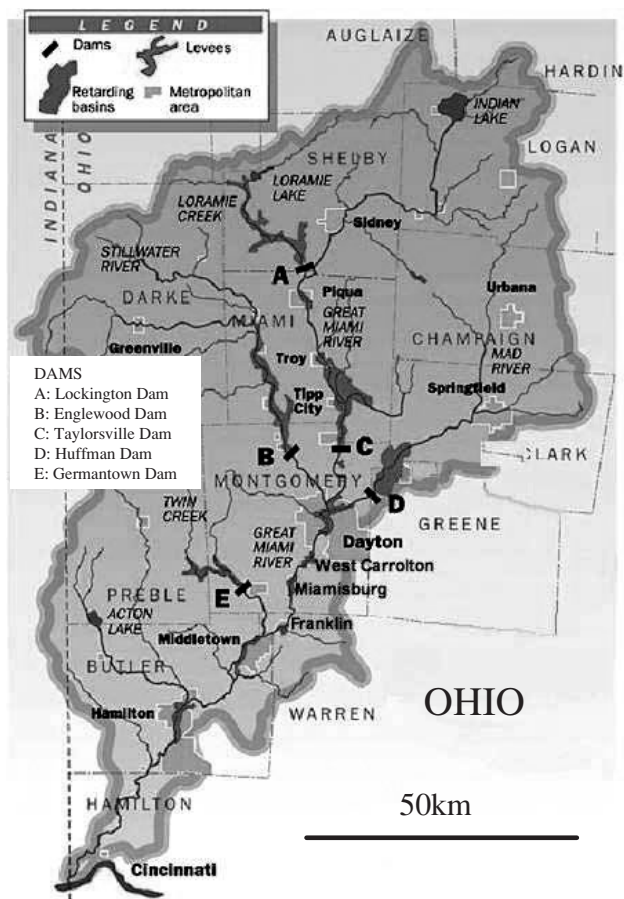 LEGEND
Dams
Levees
Retarding
basins
Metropolitan
area
AUGLAIZE
HARDIN
INDIAN
LAKE
LOGAN
SHELBY
INDIANA
OHIO
LORAMIE
LAKE
LORAMIE
CREEK
Sidney
STILLWATER
RIVER
A
Piqua
Urbana
DARKE
MIAMI
GREAT
MIAMI
RIVER
CHAMPAIGN
MAD
RIVER
Greenville
Troy
Tipp
City
Springfield
DAMS
A: Lockington Dam
B: Englewood Dam
C: Taylorsville Dam
D: Huffman Dam
E: Germantown Dam
B
C
CLARK
MONTGOMERY
D
TWIN
CREEK
GREENE
GREAT
MIAMI
RIVER
Dayton
West Carrolton
E
Miamisburg
PREBLE
ACTON
LAKE
Franklin
Middletown
BUTLER
OHIO
Hamilton
WARREN
HAMILTON
50km
Cincinnati